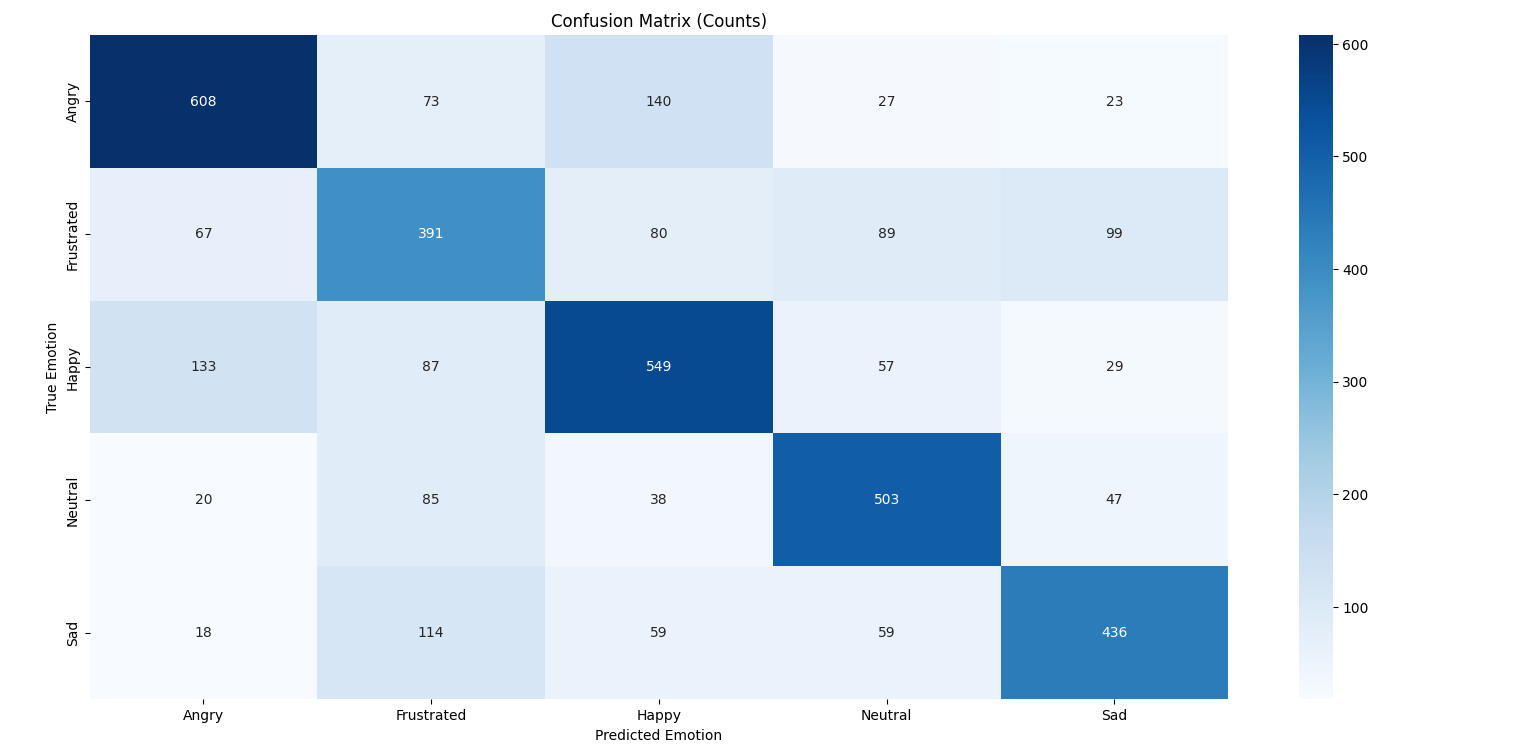 Confusion Matrix (Counts)
True Emotion
Angry 608 73 140 27 23
Frustrated 67 391 80 89 99
Happy 133 87 549 57 29
Neutral 20 85 38 503 47
Sad 18 114 59 59 436
Angry Frustrated Happy Neutral Sad
Predicted Emotion
600
500
400
300
200
100